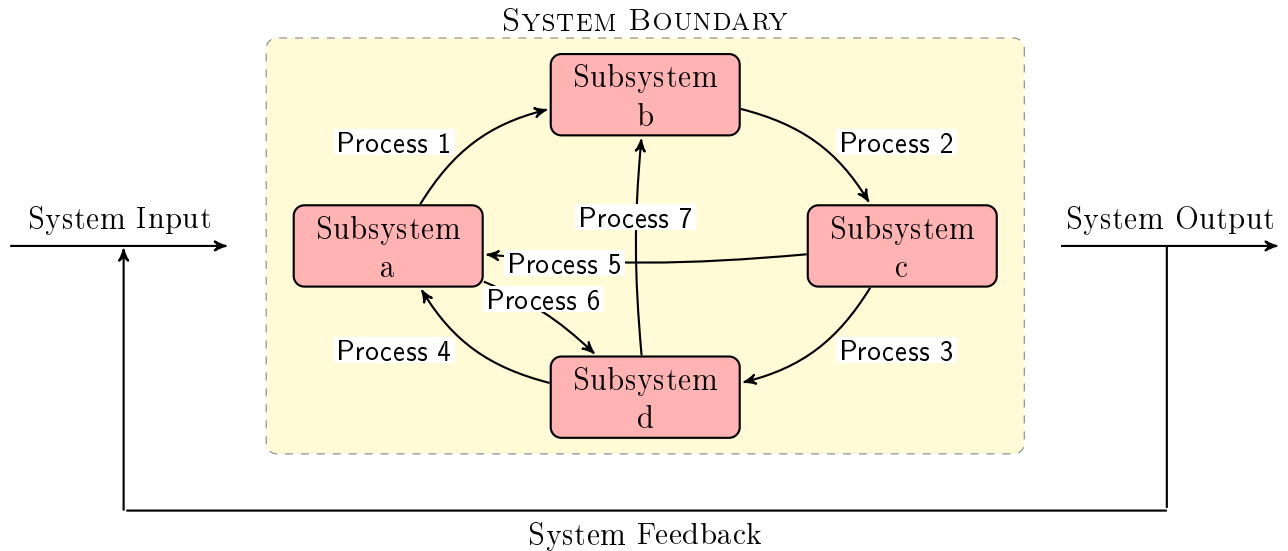 SYSTEM BOUNDARY
Subsystem
b
Process 1
Process 2
System Input
Subsystem
a
Process 7
Subsystem
c
System Output
Process 5
Process 6
Process 4
Process 3
Subsystem
d
System Feedback